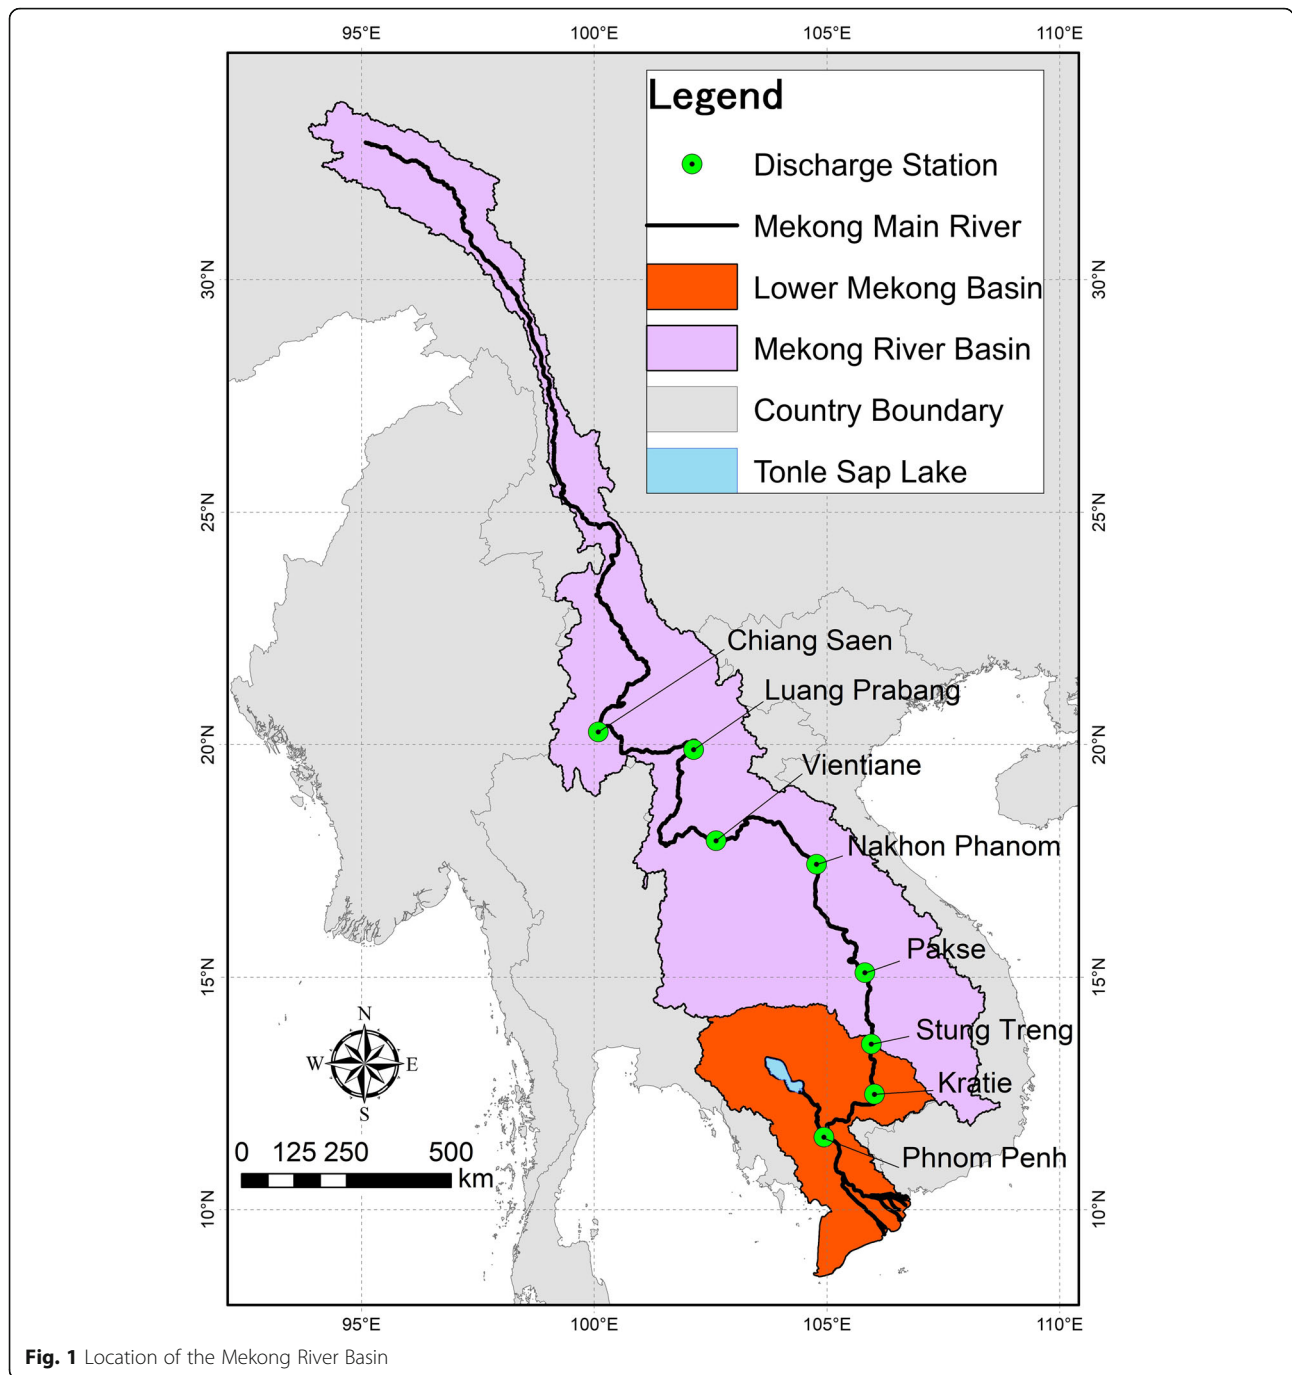 95°E 100°E 105°E 110°E
Legend
Discharge Station
Mekong Main River
Lower Mekong Basin
Mekong River Basin
Country Boundary
Tonle Sap Lake
30°N 30°N
25°N 25°N
Chiang Saen
Luang Prabang
20°N 20°N
Vientiane
Nakhon Phanom
Pakse
15°N 15°N
N
W E
S
Stung Treng
Kratie
Phnom Penh
0 125 250 500
km
10°N 10°N
95°E 100°E 105°E 110°E
Fig. 1 Location of the Mekong River Basin